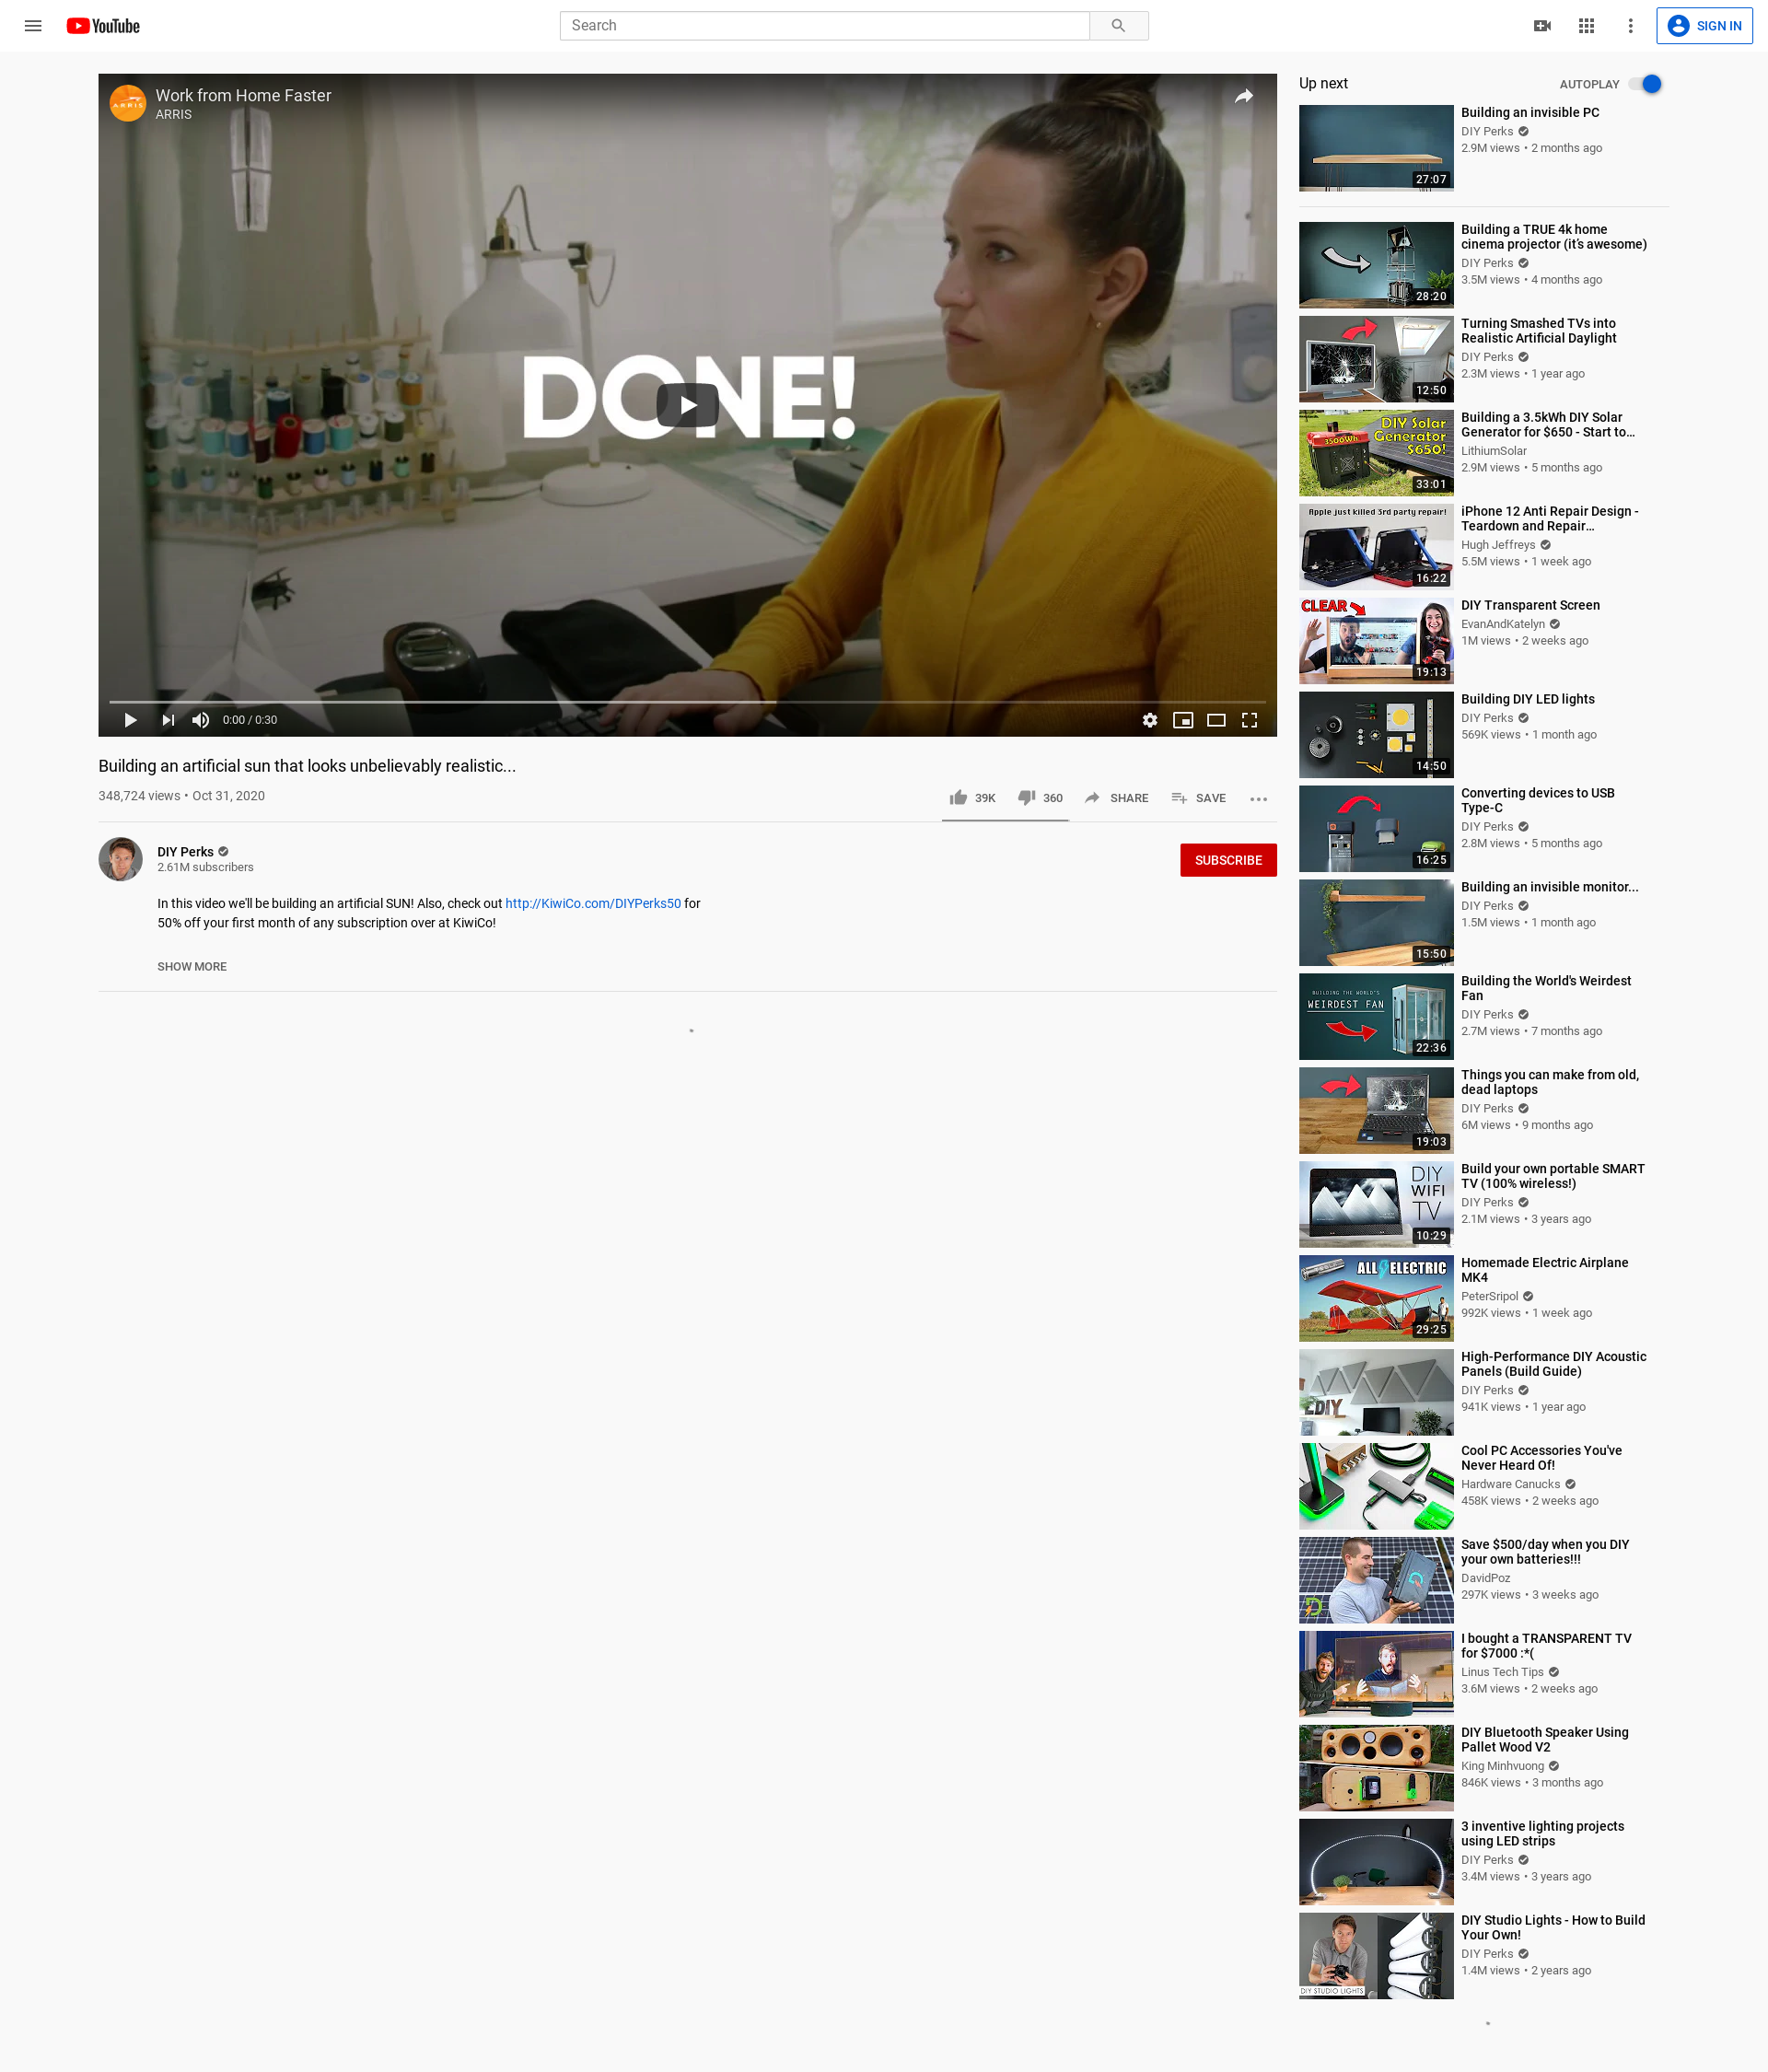 YouTube
Search
SIGN IN
ARRIS
Work from Home Faster
ARRIS
DONE!
0:00 / 0:30
Building an artificial sun that looks unbelievably realistic...
348,724 views • Oct 31, 2020
39K
360
SHARE
SAVE
DIY Perks
2.61M subscribers
SUBSCRIBE
In this video we'll be building an artificial SUN! Also, check out http://KiwiCo.com/DIYPerks50 for
50% off your first month of any subscription over at KiwiCo!
SHOW MORE
Up next
AUTOPLAY
27:07
Building an invisible PC
DIY Perks
2.9M views • 2 months ago
28:20
Building a TRUE 4k home
cinema projector (it's awesome)
DIY Perks
3.5M views • 4 months ago
12:50
Turning Smashed TVs into
Realistic Artificial Daylight
DIY Perks
2.3M views • 1 year ago
DIY Solar
Generator
$650!
3500Wh
33:01
Building a 3.5kWh DIY Solar
Generator for $650 - Start to...
LithiumSolar
2.9M views • 5 months ago
Apple just killed 3rd party repair!
16:22
iPhone 12 Anti Repair Design -
Teardown and Repair...
Hugh Jeffreys
5.5M views • 1 week ago
CLEAR
19:13
DIY Transparent Screen
EvanAndKatelyn
1M views • 2 weeks ago
14:50
Building DIY LED lights
DIY Perks
569K views • 1 month ago
16:25
Converting devices to USB
Type-C
DIY Perks
2.8M views • 5 months ago
15:50
Building an invisible monitor...
DIY Perks
1.5M views • 1 month ago
BUILDING THE WORLD'S
WEIRDEST FAN
22:36
Building the World's Weirdest
Fan
DIY Perks
2.7M views • 7 months ago
19:03
Things you can make from old,
dead laptops
DIY Perks
6M views • 9 months ago
DIY
WIFI
TV
10:29
Build your own portable SMART
TV (100% wireless!)
DIY Perks
2.1M views • 3 years ago
ALL ELECTRIC
29:25
Homemade Electric Airplane
MK4
PeterSripol
992K views • 1 week ago
DIY
High-Performance DIY Acoustic
Panels (Build Guide)
DIY Perks
941K views • 1 year ago
Cool PC Accessories You've
Never Heard Of!
Hardware Canucks
458K views • 2 weeks ago
Save $500/day when you DIY
your own batteries!!!
DavidPoz
297K views • 3 weeks ago
I bought a TRANSPARENT TV
for $7000 :*(
Linus Tech Tips
3.6M views • 2 weeks ago
DIY Bluetooth Speaker Using
Pallet Wood V2
King Minhvuong
846K views • 3 months ago
3 inventive lighting projects
using LED strips
DIY Perks
3.4M views • 3 years ago
DIY STUDIO LIGHTS
DIY Studio Lights - How to Build
Your Own!
DIY Perks
1.4M views • 2 years ago